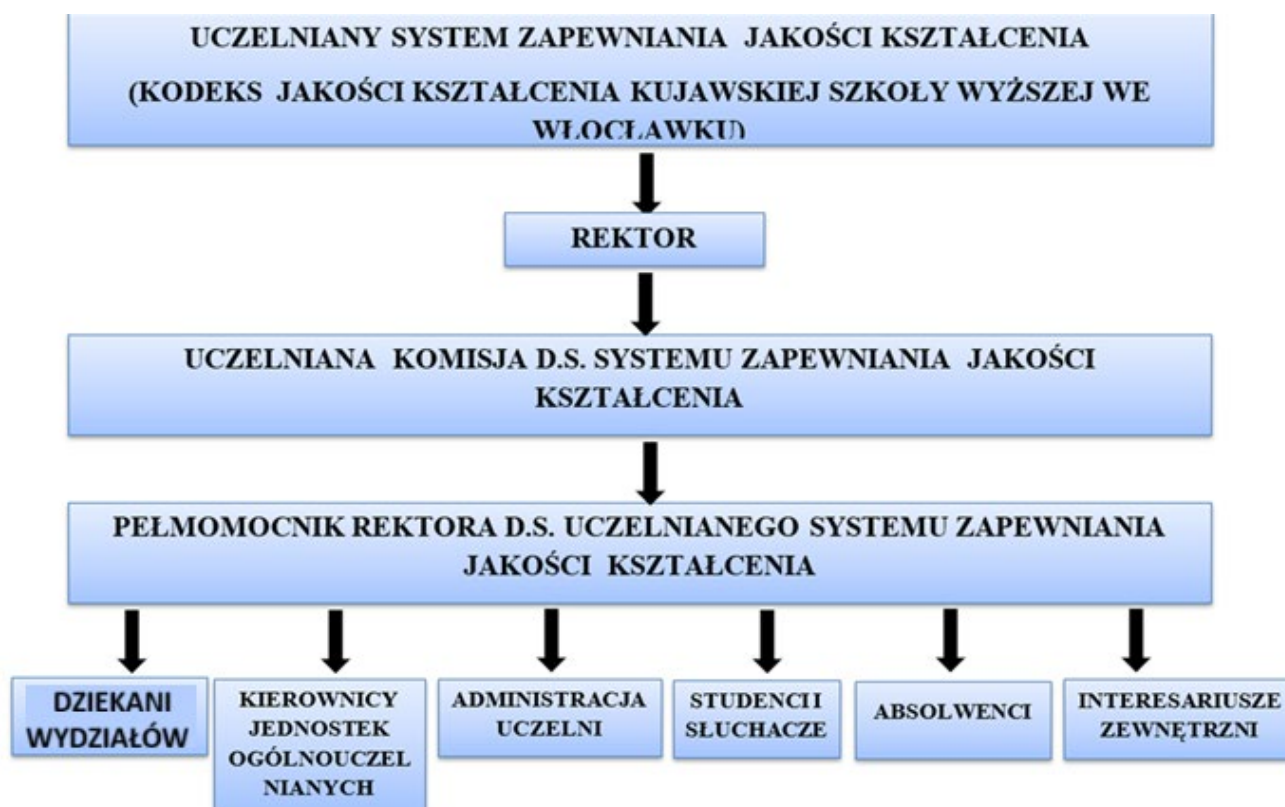 UCZELNIANY SYSTEM ZAPEWNIANIA JAKOŚCI KSZTAŁCENIA
(KODEKS JAKOŚCI KSZTAŁCENIA KUJAWSKIEJ SZKOŁY WYŻSZEJ WE
WŁOCŁAWKU)
REKTOR
UCZELNIANA KOMISJA D.S. SYSTEMU ZAPEWNIANIA JAKOŚCI
KSZTAŁCENIA
PEŁMOMOCNIK REKTORA D.S. UCZELNIANEGO SYSTEMU ZAPEWNIANIA
JAKOŚCI KSZTAŁCENIA
DZIEKANI
WYDZIAŁÓW
KIEROWNICY
JEDNOSTEK
OGÓLNOUCZEL
NIANYCH
ADMINISTRACJA
UCZELNI
STUDENCI I
SŁUCHACZE
ABSOLWENCI
INTERESARIUSZE
ZEWNĘTRZNI